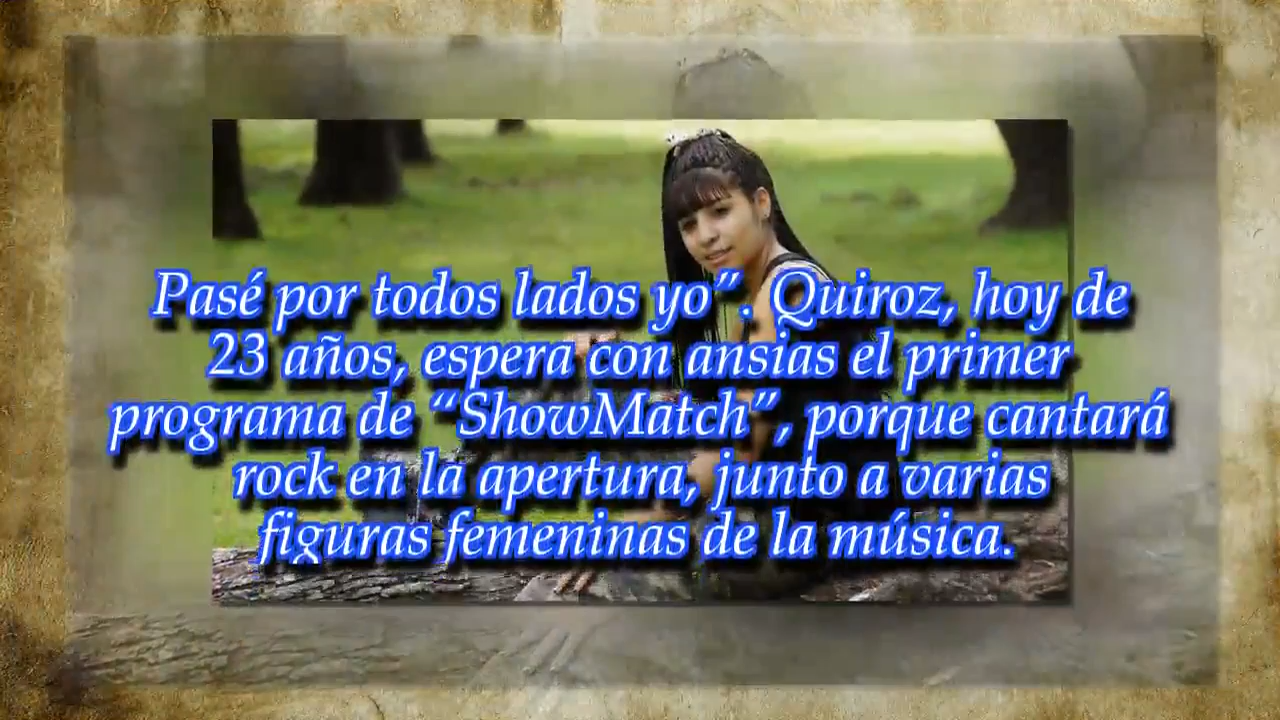 Pasé por todos lados yo”. Quiroz, hoy de
23 años, espera con ansias el primer
programa de “ShowMatch”, porque cantará
rock en la apertura, junto a varias
figuras femeninas de la música.